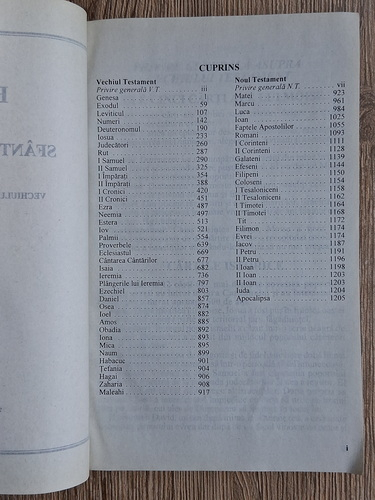 CUPRINS
Vechiul Testament
Privire generală V.T. iii
Geneza 1
Exodul 59
Leviticul 107
Numeri 142
Deuteronomul 190
Iosua 233
Judecători 260
Rut 287
I Samuel 290
II Samuel 325
I Împăraţi 354
II Împăraţi 388
I Cronici 420
II Cronici 451
Ezra 487
Neemia 497
Estera 513
Iov 521
Psalmii 554
Proverbele 639
Eclesiastul 669
Cântarea Cântărilor 677
Isaia 682
Ieremia 736
Plângerile lui Ieremia 797
Ezechiel 803
Daniel 857
Osea 874
Ioel 882
Amos 885
Obadia 892
Iona 893
Mica 895
Naum 899
Habacuc 901
Ţefania 904
Hagai 906
Zaharia 908
Maleahi 917
Noul Testament
Privire generală N.T. vii
Matei 923
Marcu 961
Luca 984
Ioan 1025
Faptele Apostolilor 1055
Romani 1093
I Corinteni 1111
II Corinteni 1128
Galateni 1139
Efeseni 1144
Filipeni 1150
Coloseni 1154
I Tesaloniceni 1158
II Tesaloniceni 1162
I Timotei 1164
II Timotei 1168
Tit 1172
Filimon 1174
Evrei 1174
Iacov 1187
I Petru 1191
II Petru 1196
I Ioan 1198
II Ioan 1203
III Ioan 1203
Iuda 1204
Apocalipsa 1205
i